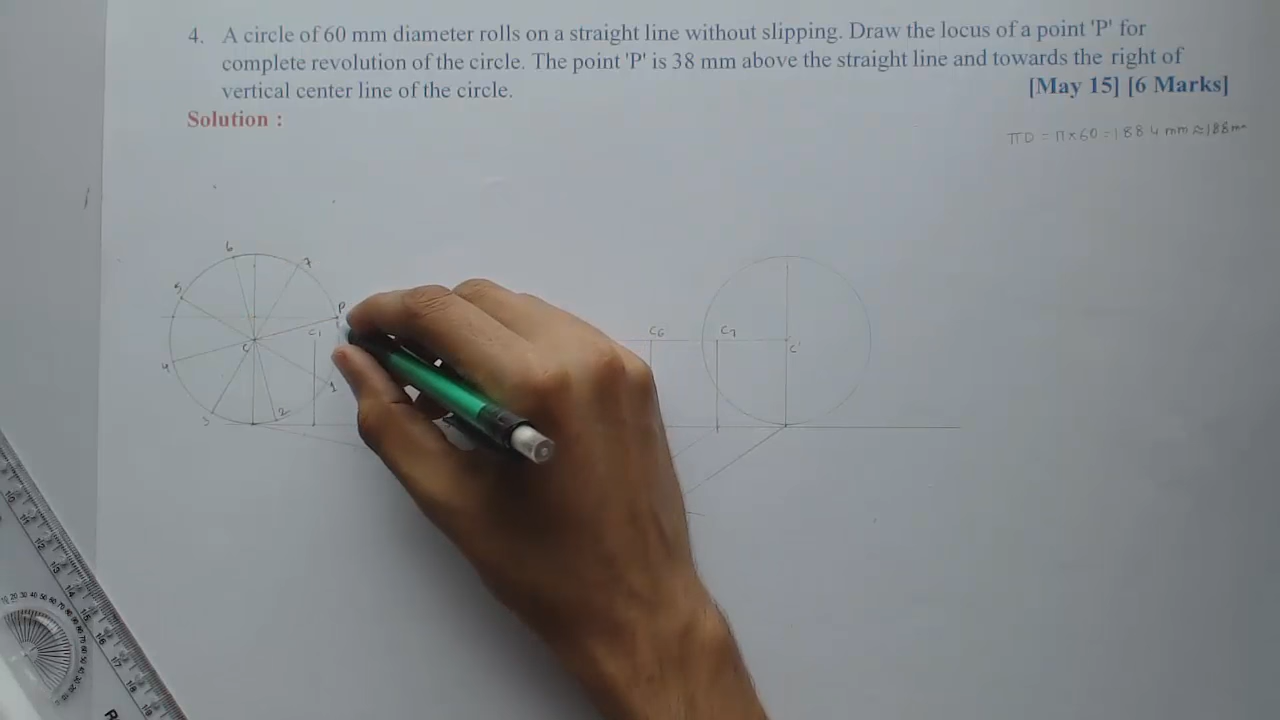 4. A circle of 60 mm diameter rolls on a straight line without slipping. Draw the locus of a point 'P' for
complete revolution of the circle. The point 'P' is 38 mm above the straight line and towards the right of
vertical center line of the circle.
[May 15] [6 Marks]
Solution :
πD = π×60 = 188.4 mm ≈ 188mm
6
7
5
P
C1
C6
C7
C
C'
4
1
3
2